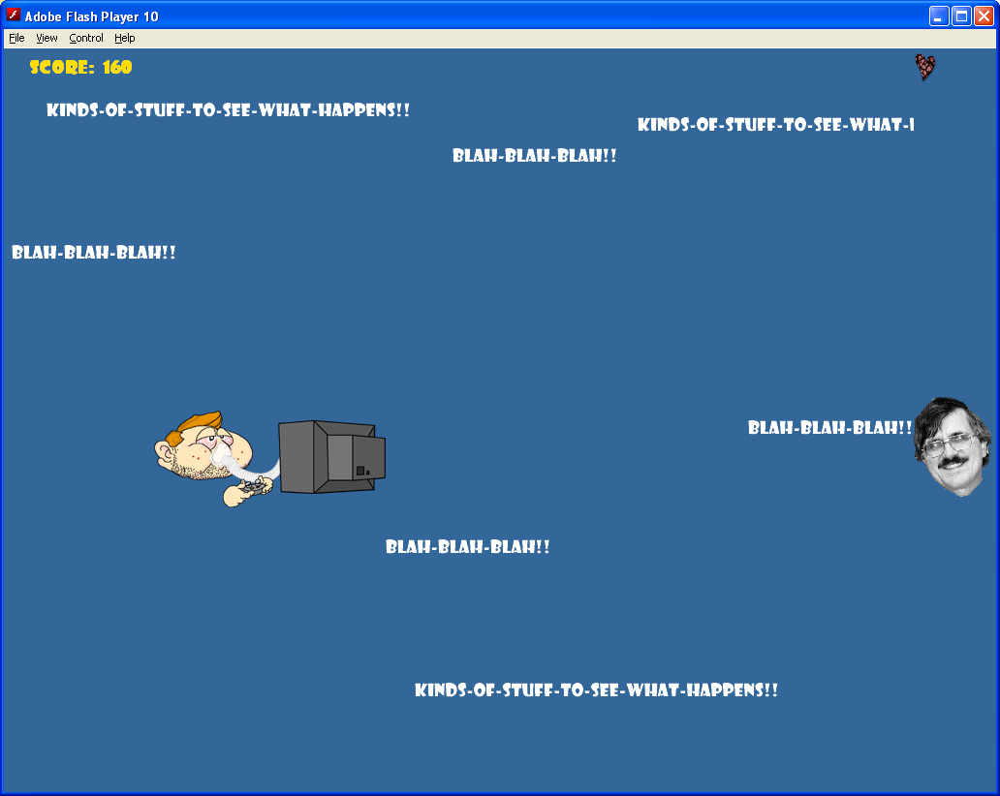 Adobe Flash Player 10
File View Control Help
SCORE: 160
KINDS-OF-STUFF-TO-SEE-WHAT-HAPPENS!!
KINDS-OF-STUFF-TO-SEE-WHAT-
BLAH-BLAH-BLAH!!
BLAH-BLAH-BLAH!!
BLAH-BLAH-BLAH!!
BLAH-BLAH-BLAH!!
KINDS-OF-STUFF-TO-SEE-WHAT-HAPPENS!!